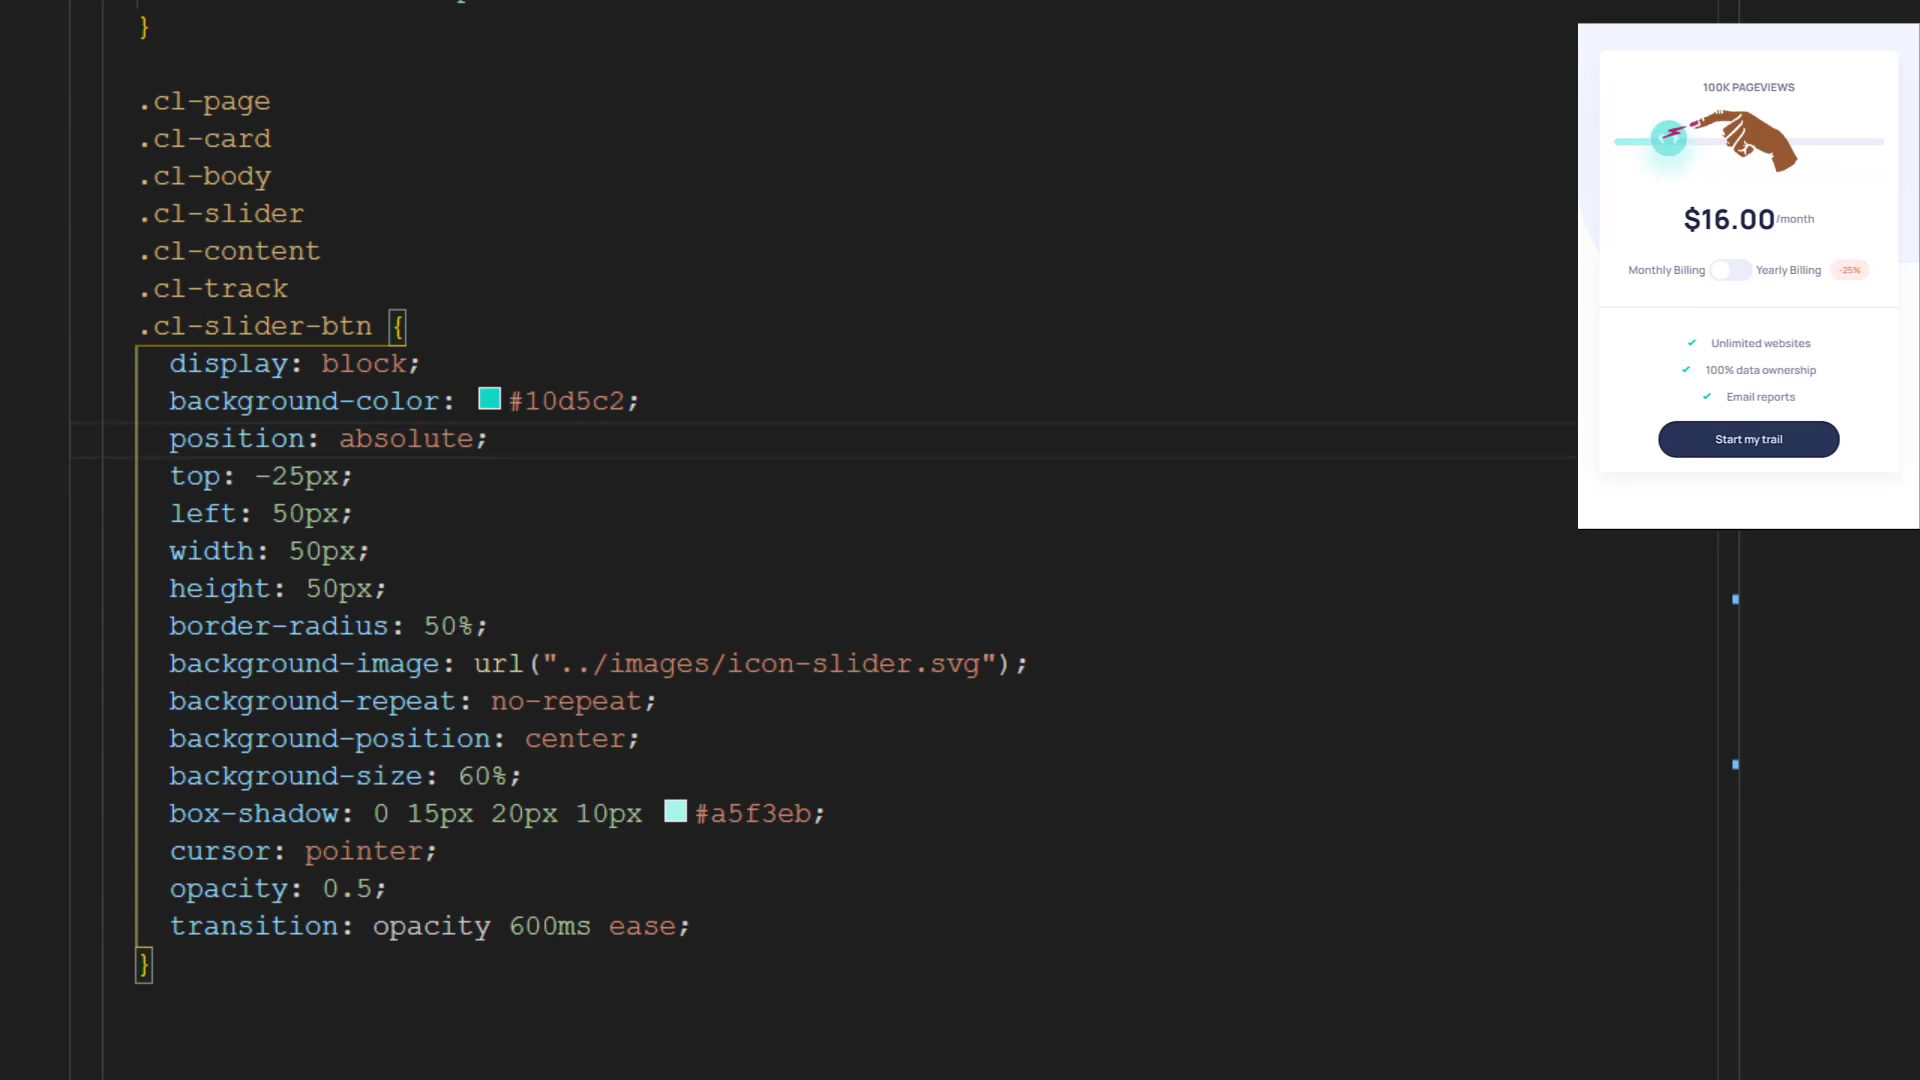 }
.cl-page
.cl-card
.cl-body
.cl-slider
.cl-content
.cl-track
.cl-slider-btn {
display: block;
background-color: #10d5c2;
position: absolute;
top: -25px;
left: 50px;
width: 50px;
height: 50px;
border-radius: 50%;
background-image: url("../images/icon-slider.svg");
background-repeat: no-repeat;
background-position: center;
background-size: 60%;
box-shadow: 0 15px 20px 10px #a5f3eb;
cursor: pointer;
opacity: 0.5;
transition: opacity 600ms ease;
}
100K PAGEVIEWS
$16.00/month
Monthly Billing Yearly Billing -25%
Unlimited websites
100% data ownership
Email reports
Start my trail